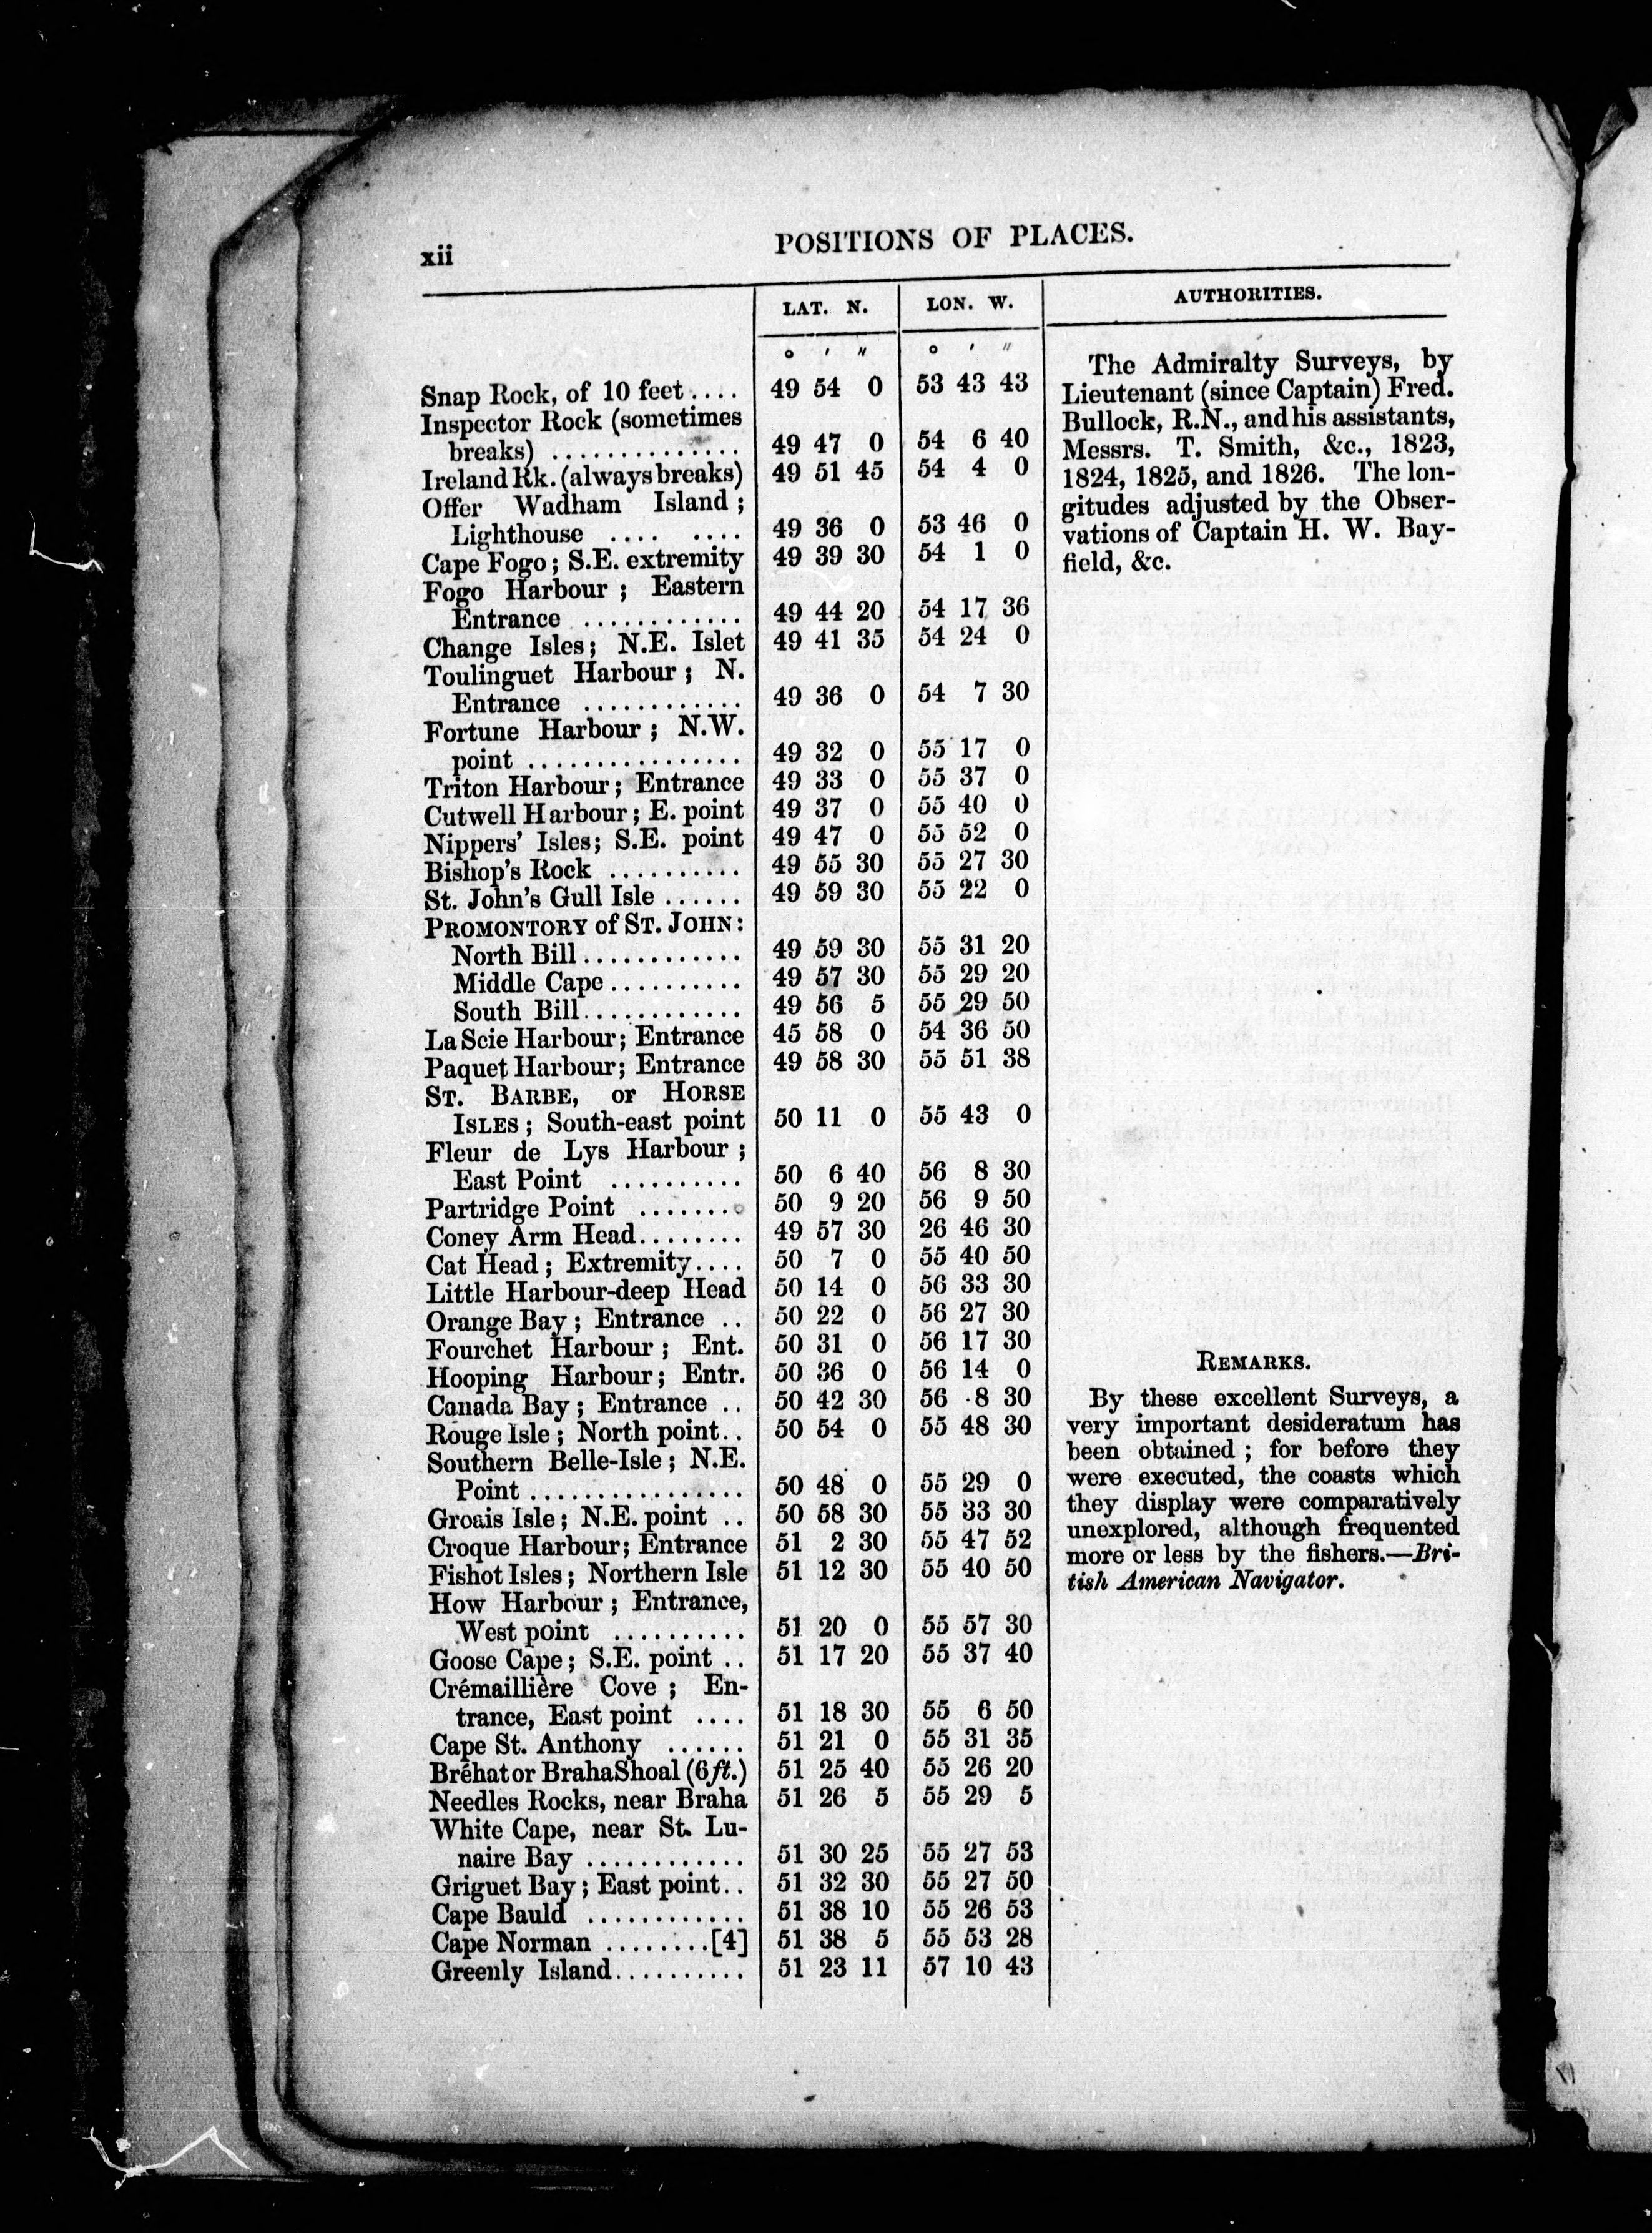 xii
POSITIONS OF PLACES.
LAT. N. LON. W. AUTHORITIES.
° ′ ″ ° ′ ″
Snap Rock, of 10 feet.... 49 54 0 53 43 43
Inspector Rock (sometimes
breaks) .............. 49 47 0 54 6 40
Ireland Rk. (always breaks) 49 51 45 54 4 0
Offer Wadham Island;
Lighthouse .... .... 49 36 0 53 46 0
Cape Fogo; S.E. extremity 49 39 30 54 1 0
Fogo Harbour; Eastern
Entrance ............ 49 44 20 54 17 36
Change Isles; N.E. Islet 49 41 35 54 24 0
Toulinguet Harbour; N.
Entrance ............ 49 36 0 54 7 30
Fortune Harbour; N.W.
point ................ 49 32 0 55 17 0
Triton Harbour; Entrance 49 33 0 55 37 0
Cutwell Harbour; E. point 49 37 0 55 40 0
Nippers' Isles; S.E. point 49 47 0 55 52 0
Bishop's Rock .......... 49 55 30 55 27 30
St. John's Gull Isle ...... 49 59 30 55 22 0
PROMONTORY of ST. JOHN:
North Bill............ 49 59 30 55 31 20
Middle Cape.......... 49 57 30 55 29 20
South Bill............ 49 56 5 55 29 50
La Scie Harbour; Entrance 45 58 0 54 36 50
Paquet Harbour; Entrance 49 58 30 55 51 38
ST. BARBE, or HORSE
ISLES; South-east point 50 11 0 55 43 0
Fleur de Lys Harbour;
East Point .......... 50 6 40 56 8 30
Partridge Point ........ 50 9 20 56 9 50
Coney Arm Head........ 49 57 30 26 46 30
Cat Head; Extremity.... 50 7 0 55 40 50
Little Harbour-deep Head 50 14 0 56 33 30
Orange Bay; Entrance .. 50 22 0 56 27 30
Fourchet Harbour; Ent. 50 31 0 56 17 30
Hooping Harbour; Entr. 50 36 0 56 14 0
Canada Bay; Entrance .. 50 42 30 56 8 30
Rouge Isle; North point.. 50 54 0 55 48 30
Southern Belle-Isle; N.E.
Point ................ 50 48 0 55 29 0
Groais Isle; N.E. point .. 50 58 30 55 33 30
Croque Harbour; Entrance 51 2 30 55 47 52
Fishot Isles; Northern Isle 51 12 30 55 40 50
How Harbour; Entrance,
West point .......... 51 20 0 55 57 30
Goose Cape; S.E. point .. 51 17 20 55 37 40
Crémaillière Cove; En-
trance, East point .... 51 18 30 55 6 50
Cape St. Anthony ...... 51 21 0 55 31 35
Bréhat or Braha Shoal (6ft.) 51 25 40 55 26 20
Needles Rocks, near Braha 51 26 5 55 29 5
White Cape, near St. Lu-
naire Bay ............ 51 30 25 55 27 53
Griguet Bay; East point.. 51 32 30 55 27 50
Cape Bauld ............ 51 38 10 55 26 53
Cape Norman ........[4] 51 38 5 55 53 28
Greenly Island.......... 51 23 11 57 10 43
The Admiralty Surveys, by
Lieutenant (since Captain) Fred.
Bullock, R.N., and his assistants,
Messrs. T. Smith, &c., 1823,
1824, 1825, and 1826. The lon-
gitudes adjusted by the Obser-
vations of Captain H. W. Bay-
field, &c.
REMARKS.
By these excellent Surveys, a
very important desideratum has
been obtained; for before they
were executed, the coasts which
they display were comparatively
unexplored, although frequented
more or less by the fishers.—Bri-
tish American Navigator.